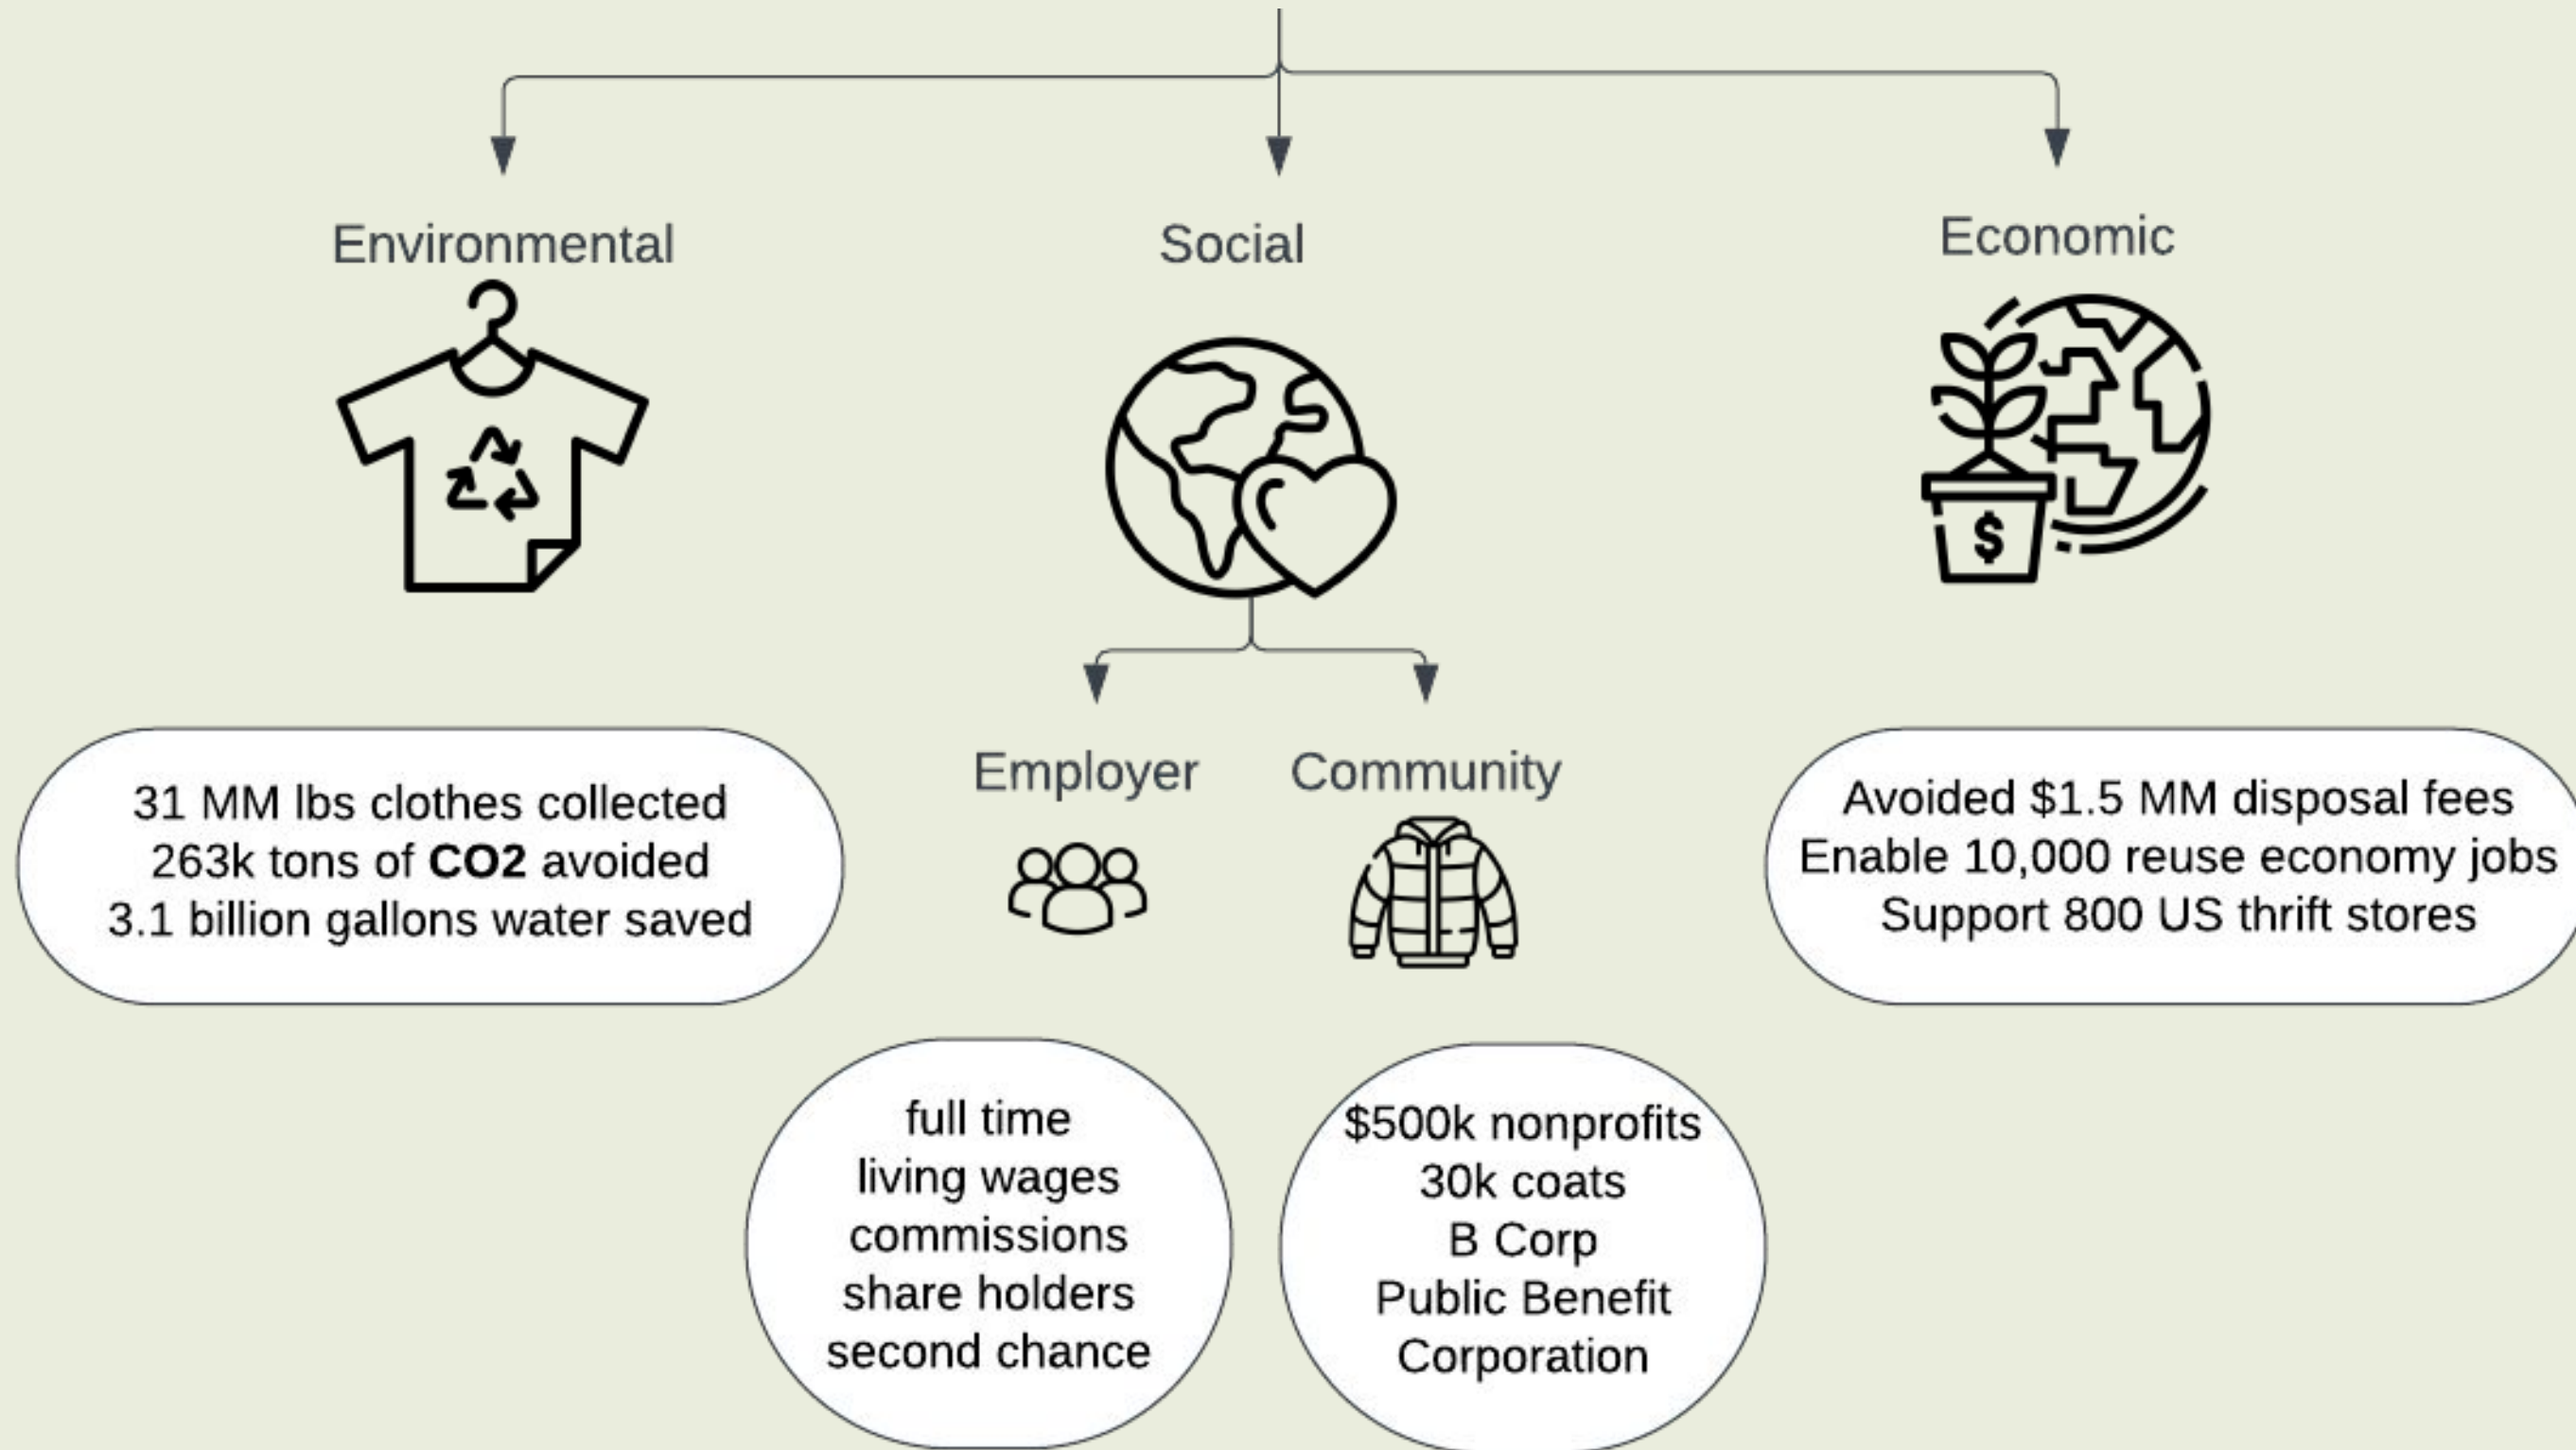 Environmental
Social
Economic
$
31 MM lbs clothes collected
263k tons of CO2 avoided
3.1 billion gallons water saved
Employer
Community
Avoided $1.5 MM disposal fees
Enable 10,000 reuse economy jobs
Support 800 US thrift stores
full time
living wages
commissions
share holders
second chance
$500k nonprofits
30k coats
B Corp
Public Benefit
Corporation